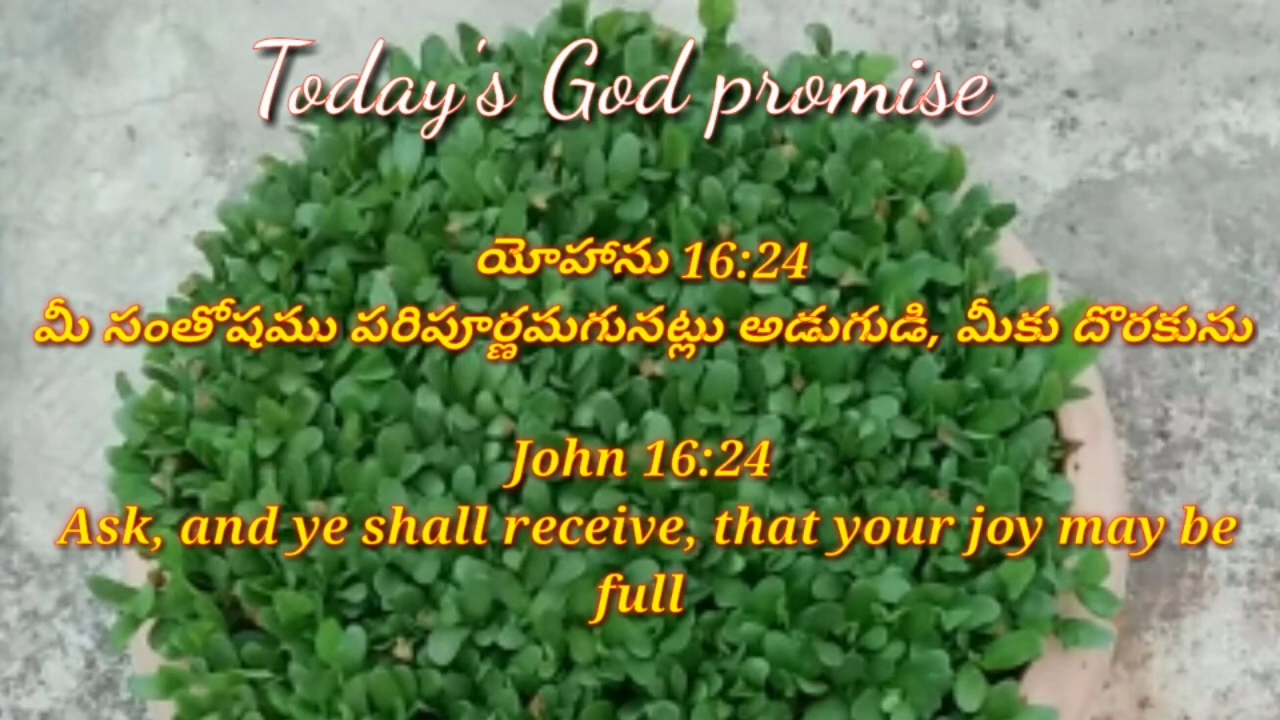 Today's God promise
యోహాను 16:24
మీ సంతోషము పరిపూర్ణమగునట్లు అడుగుడి, మీకు దొరకును
John 16:24
Ask, and ye shall receive, that your joy may be
full